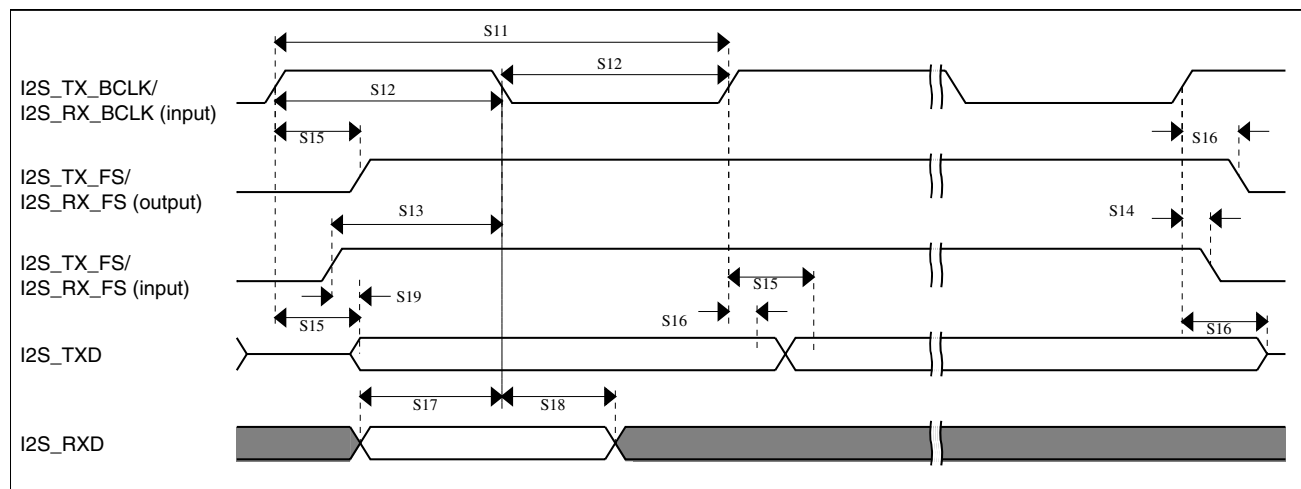 S11
I2S_TX_BCLK/
I2S_RX_BCLK (input)
S12
S12
S15
S16
I2S_TX_FS/
I2S_RX_FS (output)
S13
S14
I2S_TX_FS/
I2S_RX_FS (input)
S15
S19
S15
S16
S16
I2S_TXD
S17
S18
I2S_RXD